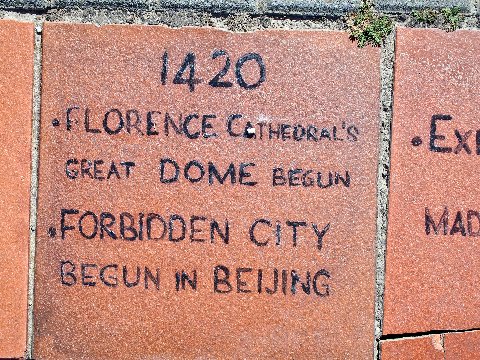 1420
• FLORENCE CATHEDRAL'S
GREAT DOME BEGUN
• FORBIDDEN CITY
BEGUN IN BEIJING